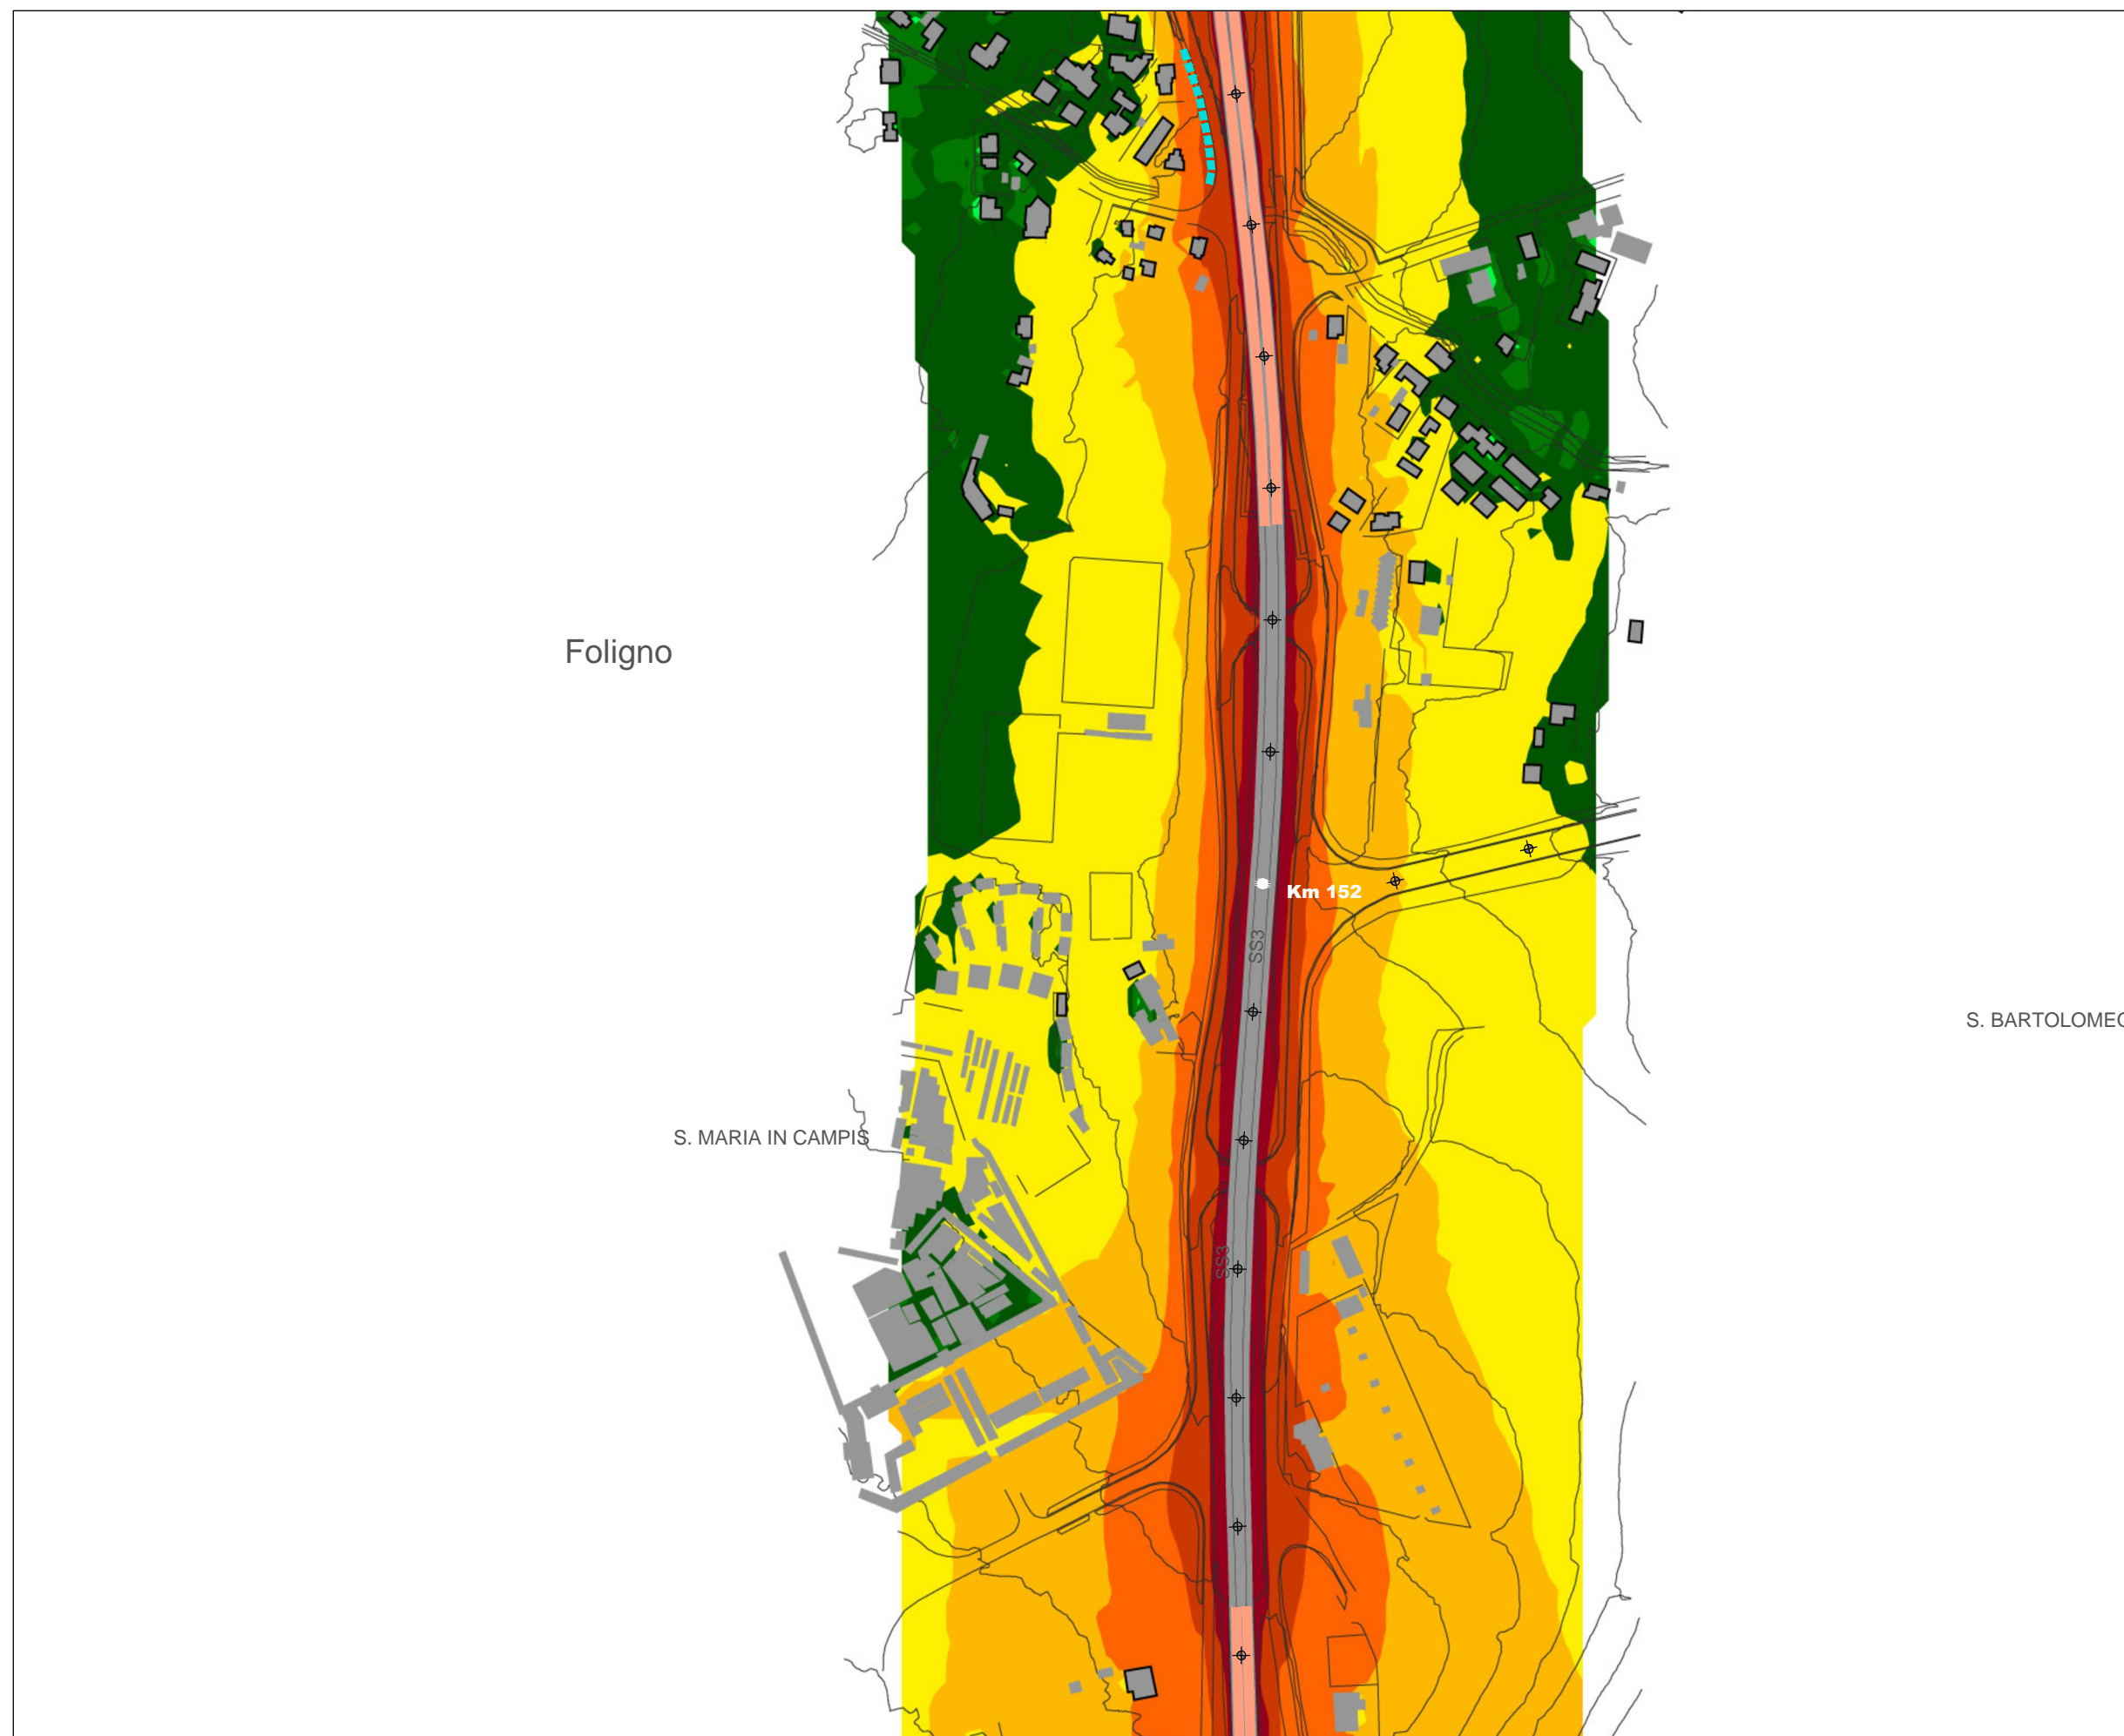 Foligno
Km 152
SS3
S. BARTOLOMEO
S. MARIA IN CAMPIS
SS3